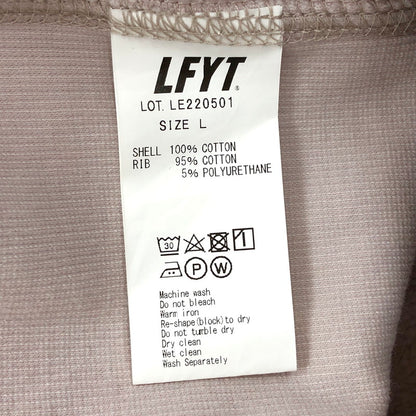 LFYT®
LOT. LE220501
SIZE L
SHELL 100% COTTON
RIB 95% COTTON
5% POLYURETHANE
30
P W
Machine wash
Do not bleach
Warm iron
Re-shape(block)to dry
Do not tumble dry
Dry clean
Wet clean
Wash Separately